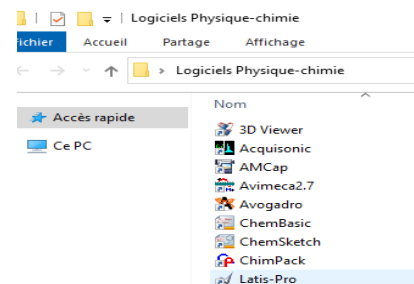 Logiciels Physique-chimie
Fichier Accueil Partage Affichage
Logiciels Physique-chimie
Nom
Accès rapide
Ce PC
3D Viewer
Acquisonic
AMCap
Avimeca2.7
Avogadro
ChemBasic
ChemSketch
ChimPack
Latis-Pro